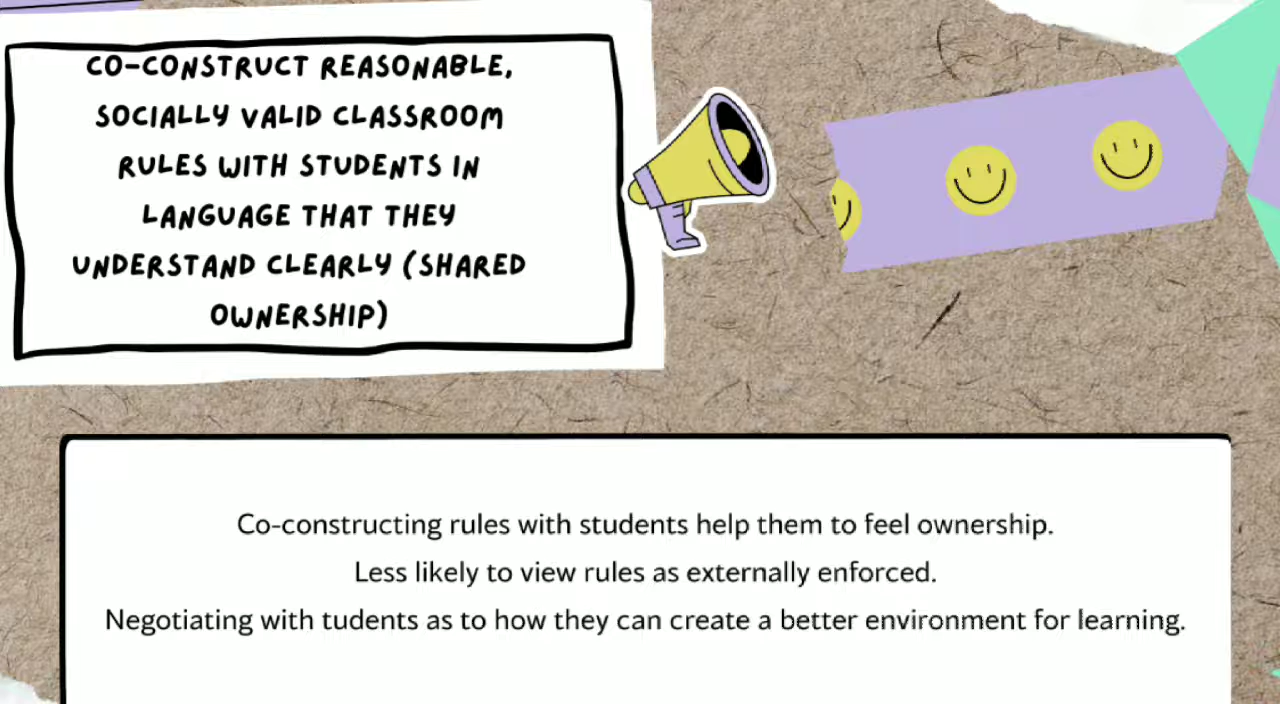 CO-CONSTRUCT REASONABLE,
SOCIALLY VALID CLASSROOM
RULES WITH STUDENTS IN
LANGUAGE THAT THEY
UNDERSTAND CLEARLY (SHARED
OWNERSHIP)
Co-constructing rules with students help them to feel ownership.
Less likely to view rules as externally enforced.
Negotiating with tudents as to how they can create a better environment for learning.